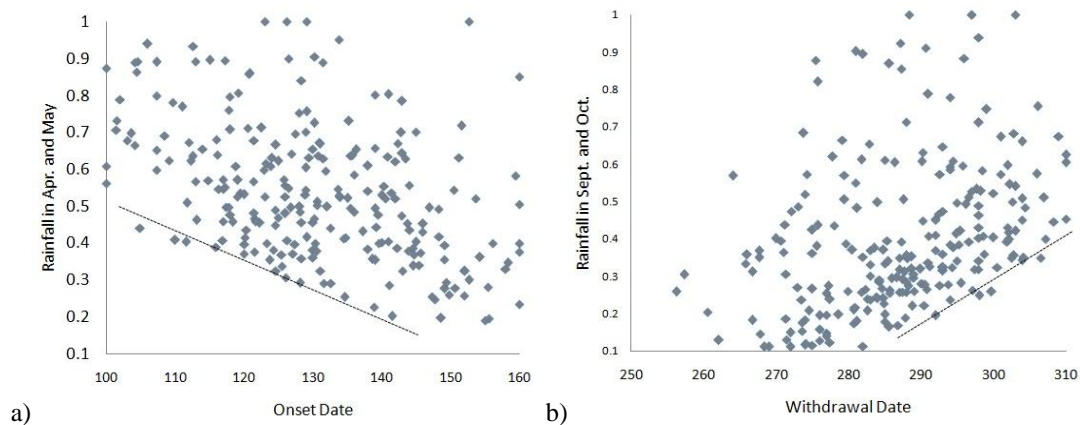 Rainfall in Apr. and May
1
0.9
0.8
0.7
0.6
0.5
0.4
0.3
0.2
0.1
100 110 120 130 140 150 160
Onset Date
a)
Rainfall in Sept. and Oct.
1
0.9
0.8
0.7
0.6
0.5
0.4
0.3
0.2
0.1
250 260 270 280 290 300 310
Withdrawal Date
b)